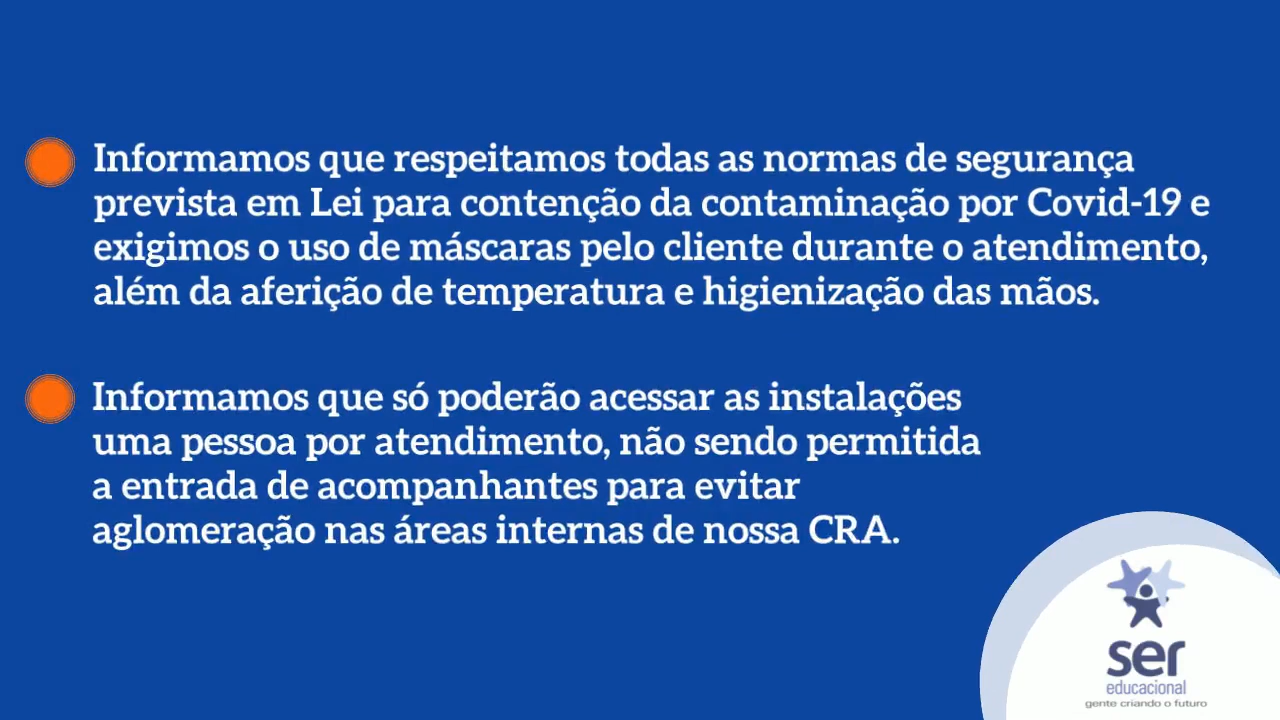 Informamos que respeitamos todas as normas de segurança
prevista em Lei para contenção da contaminação por Covid-19 e
exigimos o uso de máscaras pelo cliente durante o atendimento,
além da aferição de temperatura e higienização das mãos.
Informamos que só poderão acessar as instalações
uma pessoa por atendimento, não sendo permitida
a entrada de acompanhantes para evitar
aglomeração nas áreas internas de nossa CRA.
ser
educacional
gente criando o futuro